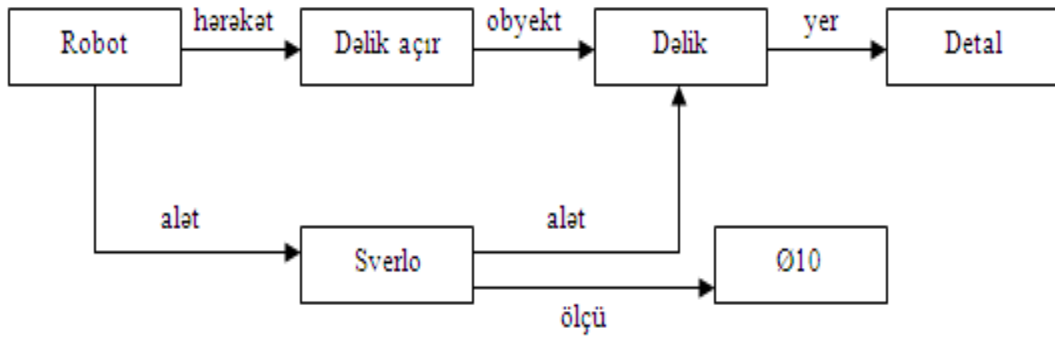 Robot
hərəkət
Dəlik açır
obyekt
Dəlik
yer
Detal
alət
Sverlo
alət
Ø10
ölçü